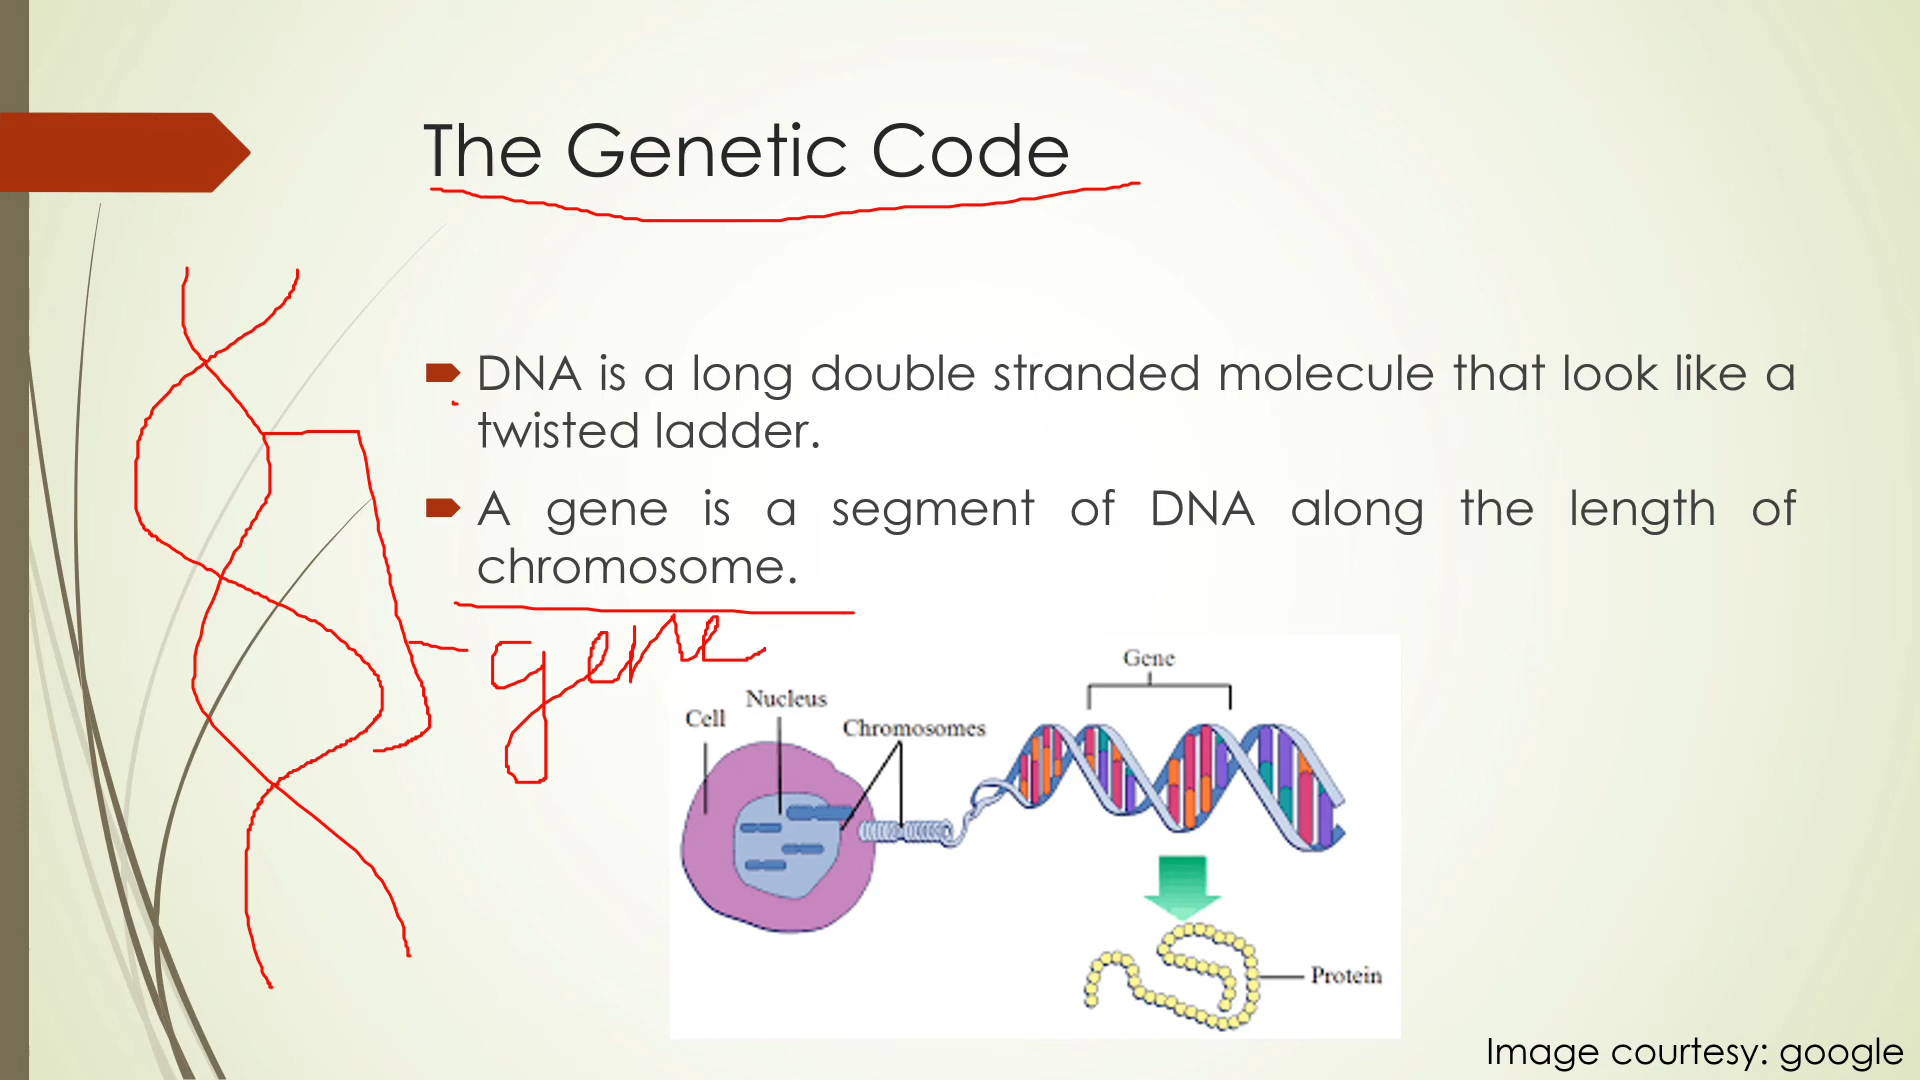 The Genetic Code
DNA is a long double stranded molecule that look like a
twisted ladder.
A gene is a segment of DNA along the length of
chromosome.
gene
Gene
Nucleus
Cell
Chromosomes
Protein
Image courtesy: google